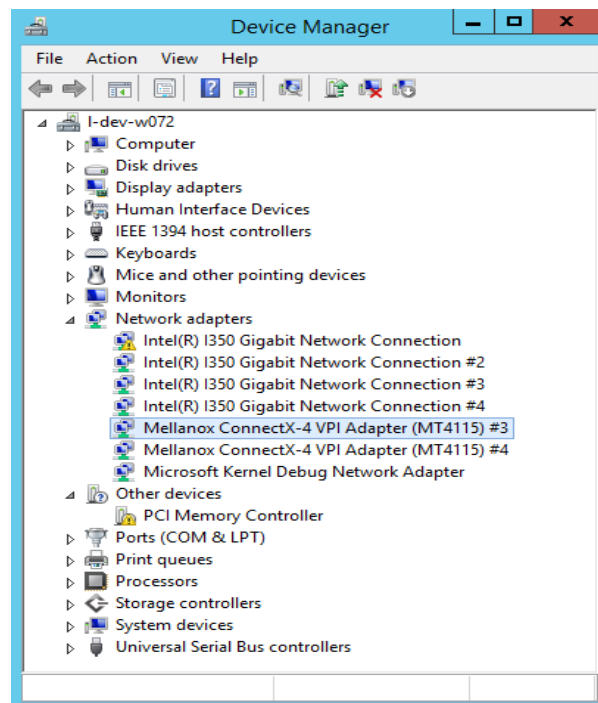 Device Manager
File Action View Help
l-dev-w072
Computer
Disk drives
Display adapters
Human Interface Devices
IEEE 1394 host controllers
Keyboards
Mice and other pointing devices
Monitors
Network adapters
Intel(R) I350 Gigabit Network Connection
Intel(R) I350 Gigabit Network Connection #2
Intel(R) I350 Gigabit Network Connection #3
Intel(R) I350 Gigabit Network Connection #4
Mellanox ConnectX-4 VPI Adapter (MT4115) #3
Mellanox ConnectX-4 VPI Adapter (MT4115) #4
Microsoft Kernel Debug Network Adapter
Other devices
PCI Memory Controller
Ports (COM & LPT)
Print queues
Processors
Storage controllers
System devices
Universal Serial Bus controllers